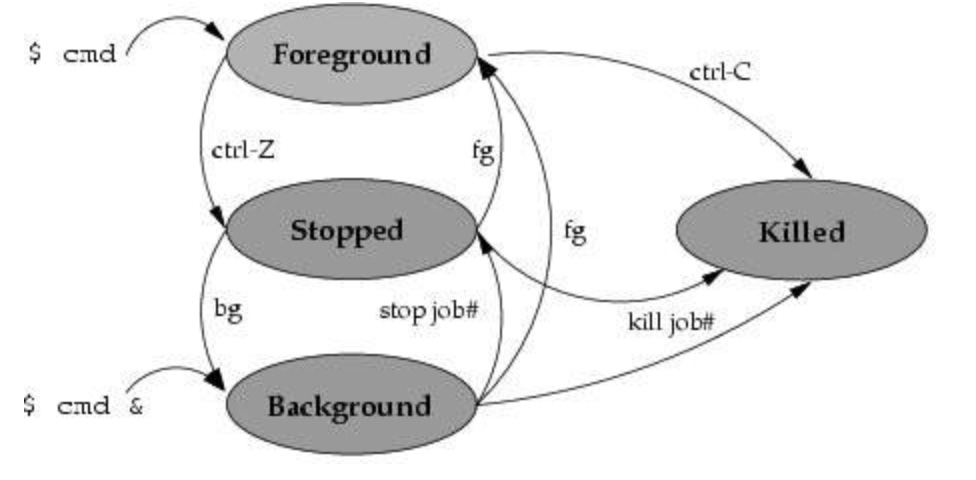 $ cmd
Foreground
ctrl-C
ctrl-Z
fg
Stopped
fg
Killed
bg
stop job#
kill job#
$ cmd &
Background